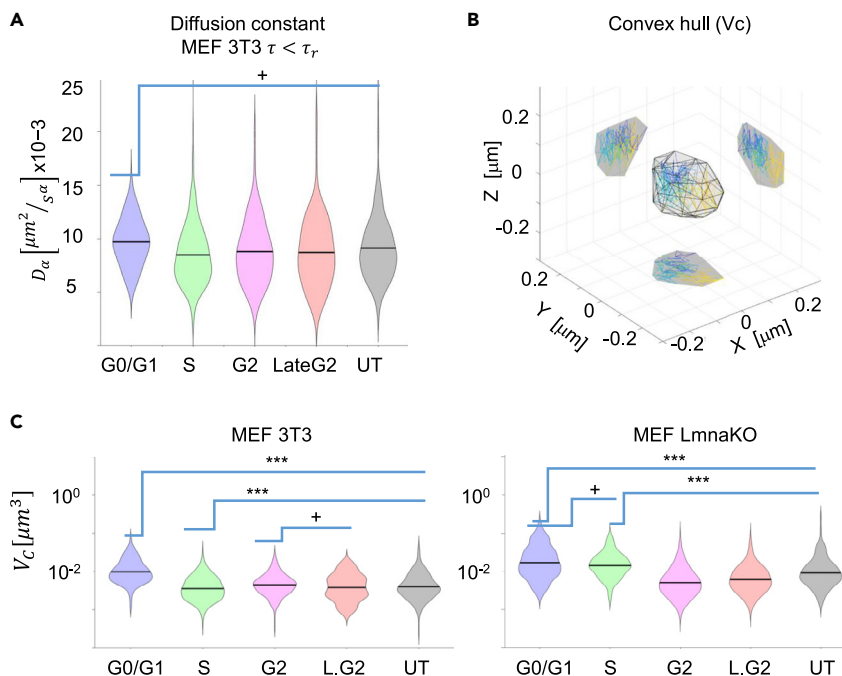 A
Diffusion constant
MEF 3T3 τ < τr
+
25
20
15
10
5
Dα [μm²/sα] x10−3
G0/G1 S G2 LateG2 UT
B
Convex hull (Vc)
0.2
0
-0.2
Z [μm]
0.2
0
-0.2
Y [μm]
-0.2
0
0.2
X [μm]
C
MEF 3T3
***
***
+
10⁰
10⁻²
VC [μm³]
G0/G1 S G2 L.G2 UT
MEF LmnaKO
***
+
***
10⁰
10⁻²
G0/G1 S G2 L.G2 UT